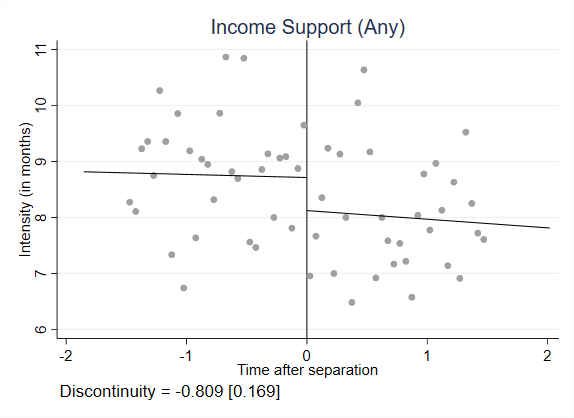 Income Support (Any)
Intensity (in months)
11
10
9
8
7
6
-2
-1
0
1
2
Time after separation
Discontinuity = -0.809 [0.169]